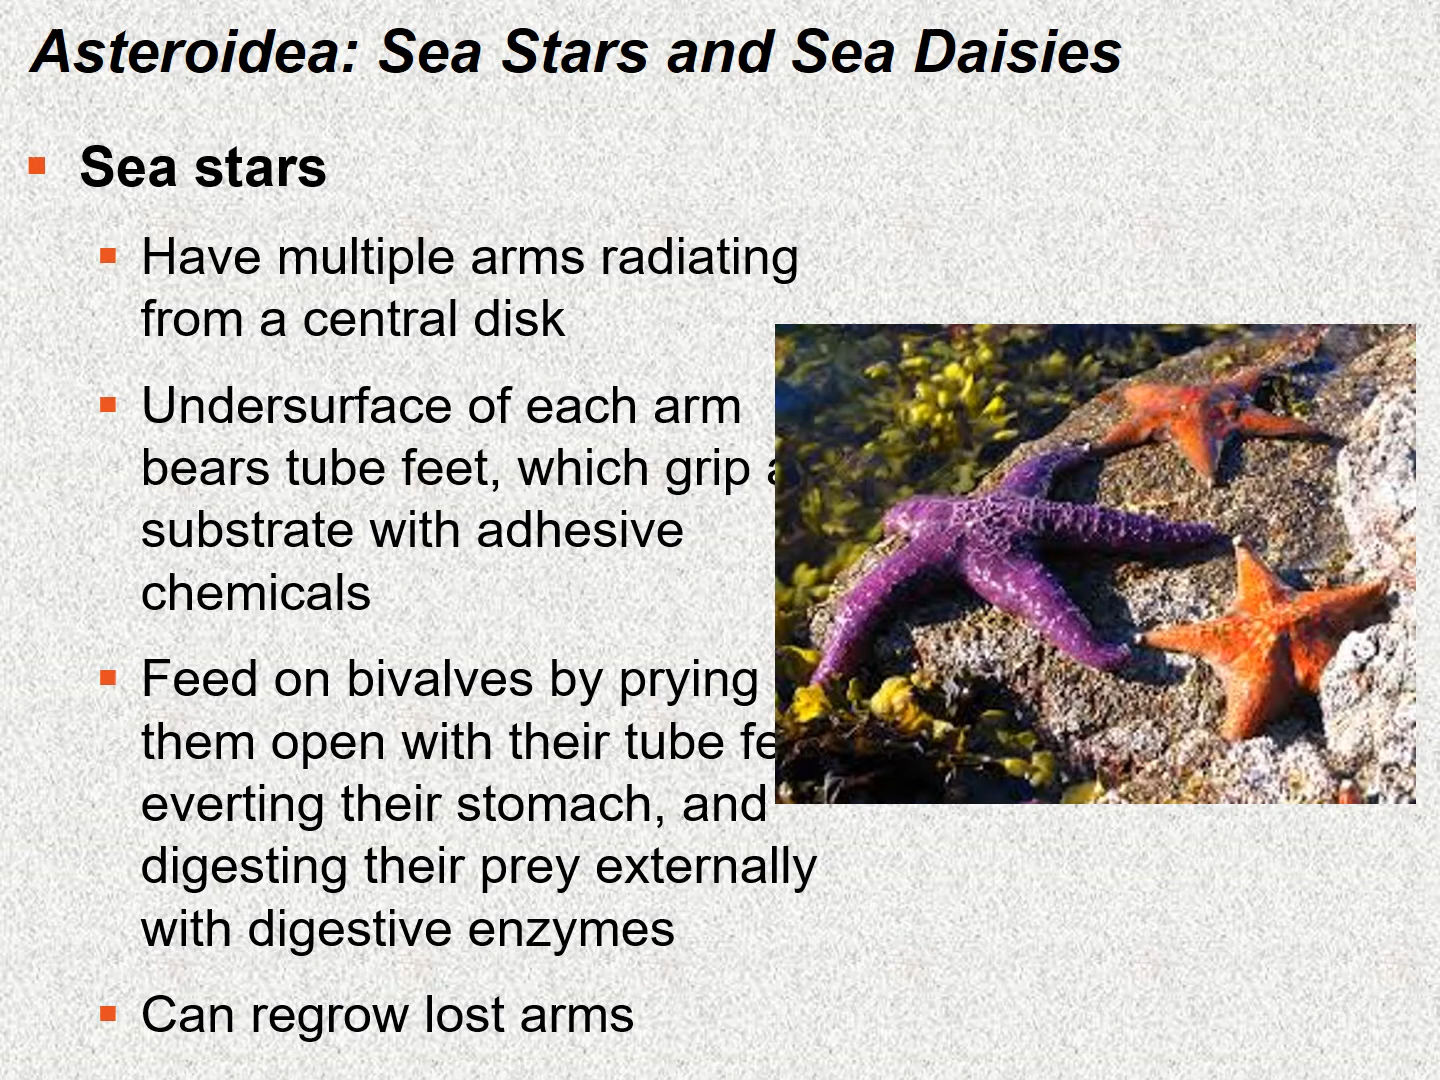 Asteroidea: Sea Stars and Sea Daisies
Sea stars
Have multiple arms radiating
from a central disk
Undersurface of each arm
bears tube feet, which grip
substrate with adhesive
chemicals
Feed on bivalves by prying
them open with their tube
everting their stomach, and
digesting their prey externally
with digestive enzymes
Can regrow lost arms